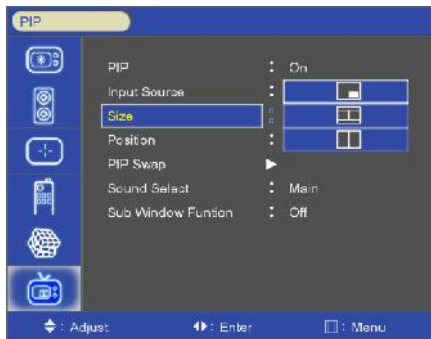 PIP
PIP : On
Input Source :
Size :
Position :
PIP Swap
Sound Select : Main
Sub Window Funtion : Off
: Adjust : Enter : Menu